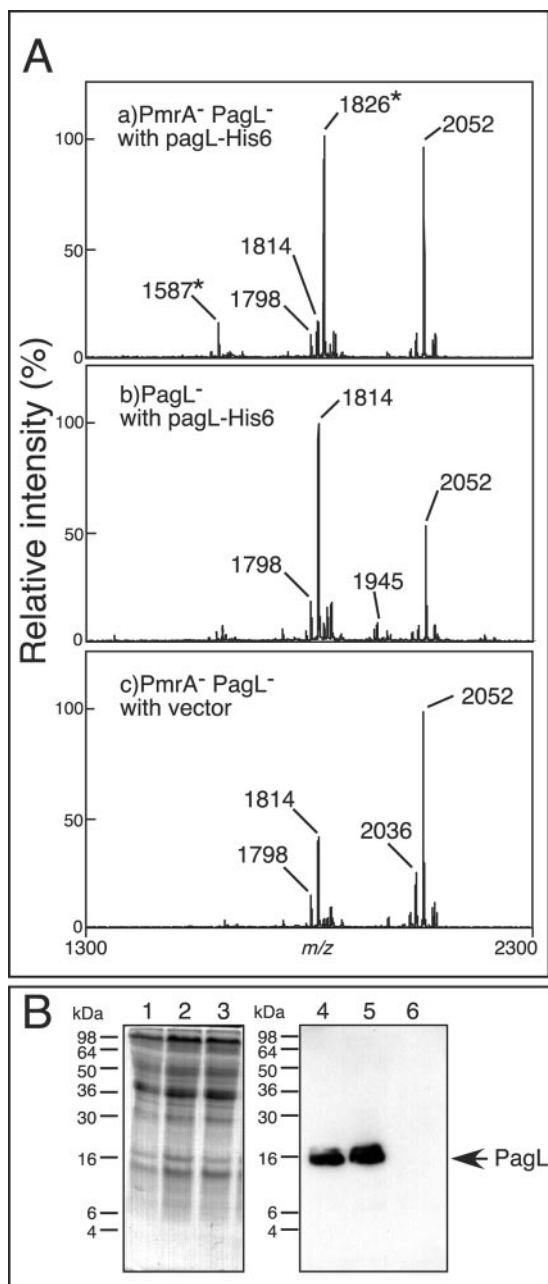 A
Relative intensity (%)
a)PmrA- PagL-
with pagL-His6
1826*
2052
100
1814
50
1587*
1798
0
b)PagL-
with pagL-His6
1814
100
2052
50
1798
1945
0
c)PmrA- PagL-
with vector
2052
100
1814
50
1798
2036
0
1300
m/z
2300
B
kDa 1 2 3 kDa 4 5 6
98 98
64 64
50 50
36 36
30 30
16 16 PagL
6 6
4 4